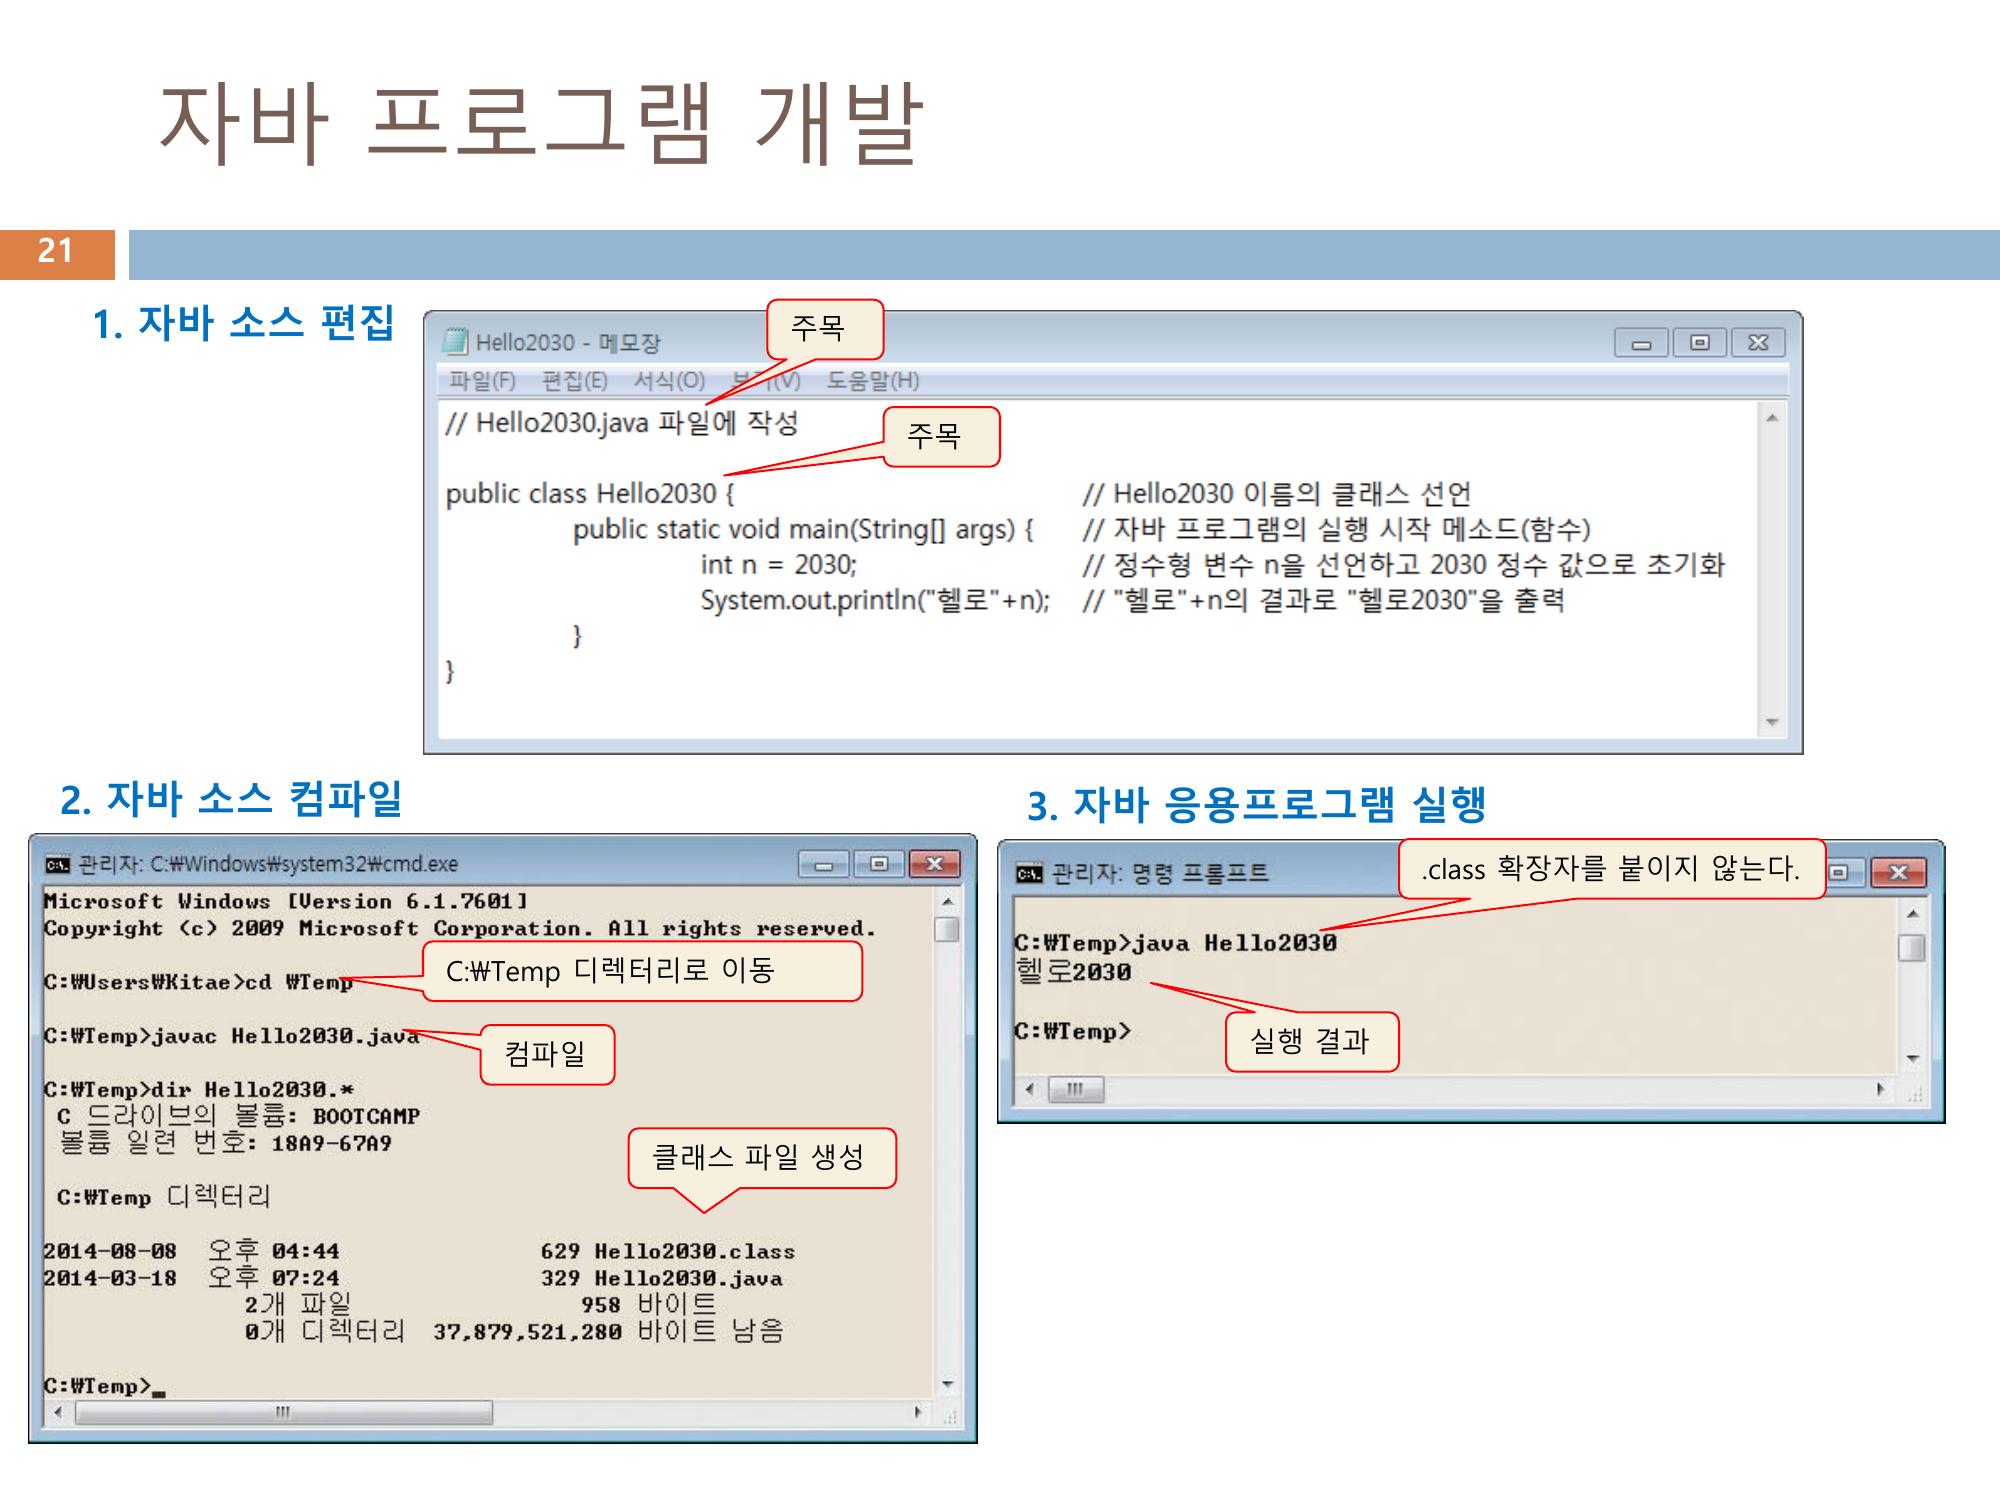 자바 프로그램 개발
21
1. 자바 소스 편집
주목
Hello2030 - 메모장
파일(F) 편집(E) 서식(O) 보기(V) 도움말(H)
// Hello2030.java 파일에 작성
주목
public class Hello2030 { // Hello2030 이름의 클래스 선언
public static void main(String[] args) { // 자바 프로그램의 실행 시작 메소드(함수)
int n = 2030; // 정수형 변수 n을 선언하고 2030 정수 값으로 초기화
System.out.println("헬로"+n); // "헬로"+n의 결과로 "헬로2030"을 출력
}
}
2. 자바 소스 컴파일
관리자: C:₩Windows₩system32₩cmd.exe
Microsoft Windows [Version 6.1.7601]
Copyright (c) 2009 Microsoft Corporation. All rights reserved.
C:₩Users₩Kitae>cd ₩Temp
C:₩Temp 디렉터리로 이동
C:₩Temp>javac Hello2030.java
컴파일
C:₩Temp>dir Hello2030.*
C 드라이브의 볼륨: BOOTCAMP
볼륨 일련 번호: 18A9-67A9
클래스 파일 생성
C:₩Temp 디렉터리
2014-08-08 오후 04:44 629 Hello2030.class
2014-03-18 오후 07:24 329 Hello2030.java
2개 파일 958 바이트
0개 디렉터리 37,879,521,280 바이트 남음
C:₩Temp>_
3. 자바 응용프로그램 실행
관리자: 명령 프롬프트
.class 확장자를 붙이지 않는다.
C:₩Temp>java Hello2030
헬로2030
C:₩Temp>
실행 결과